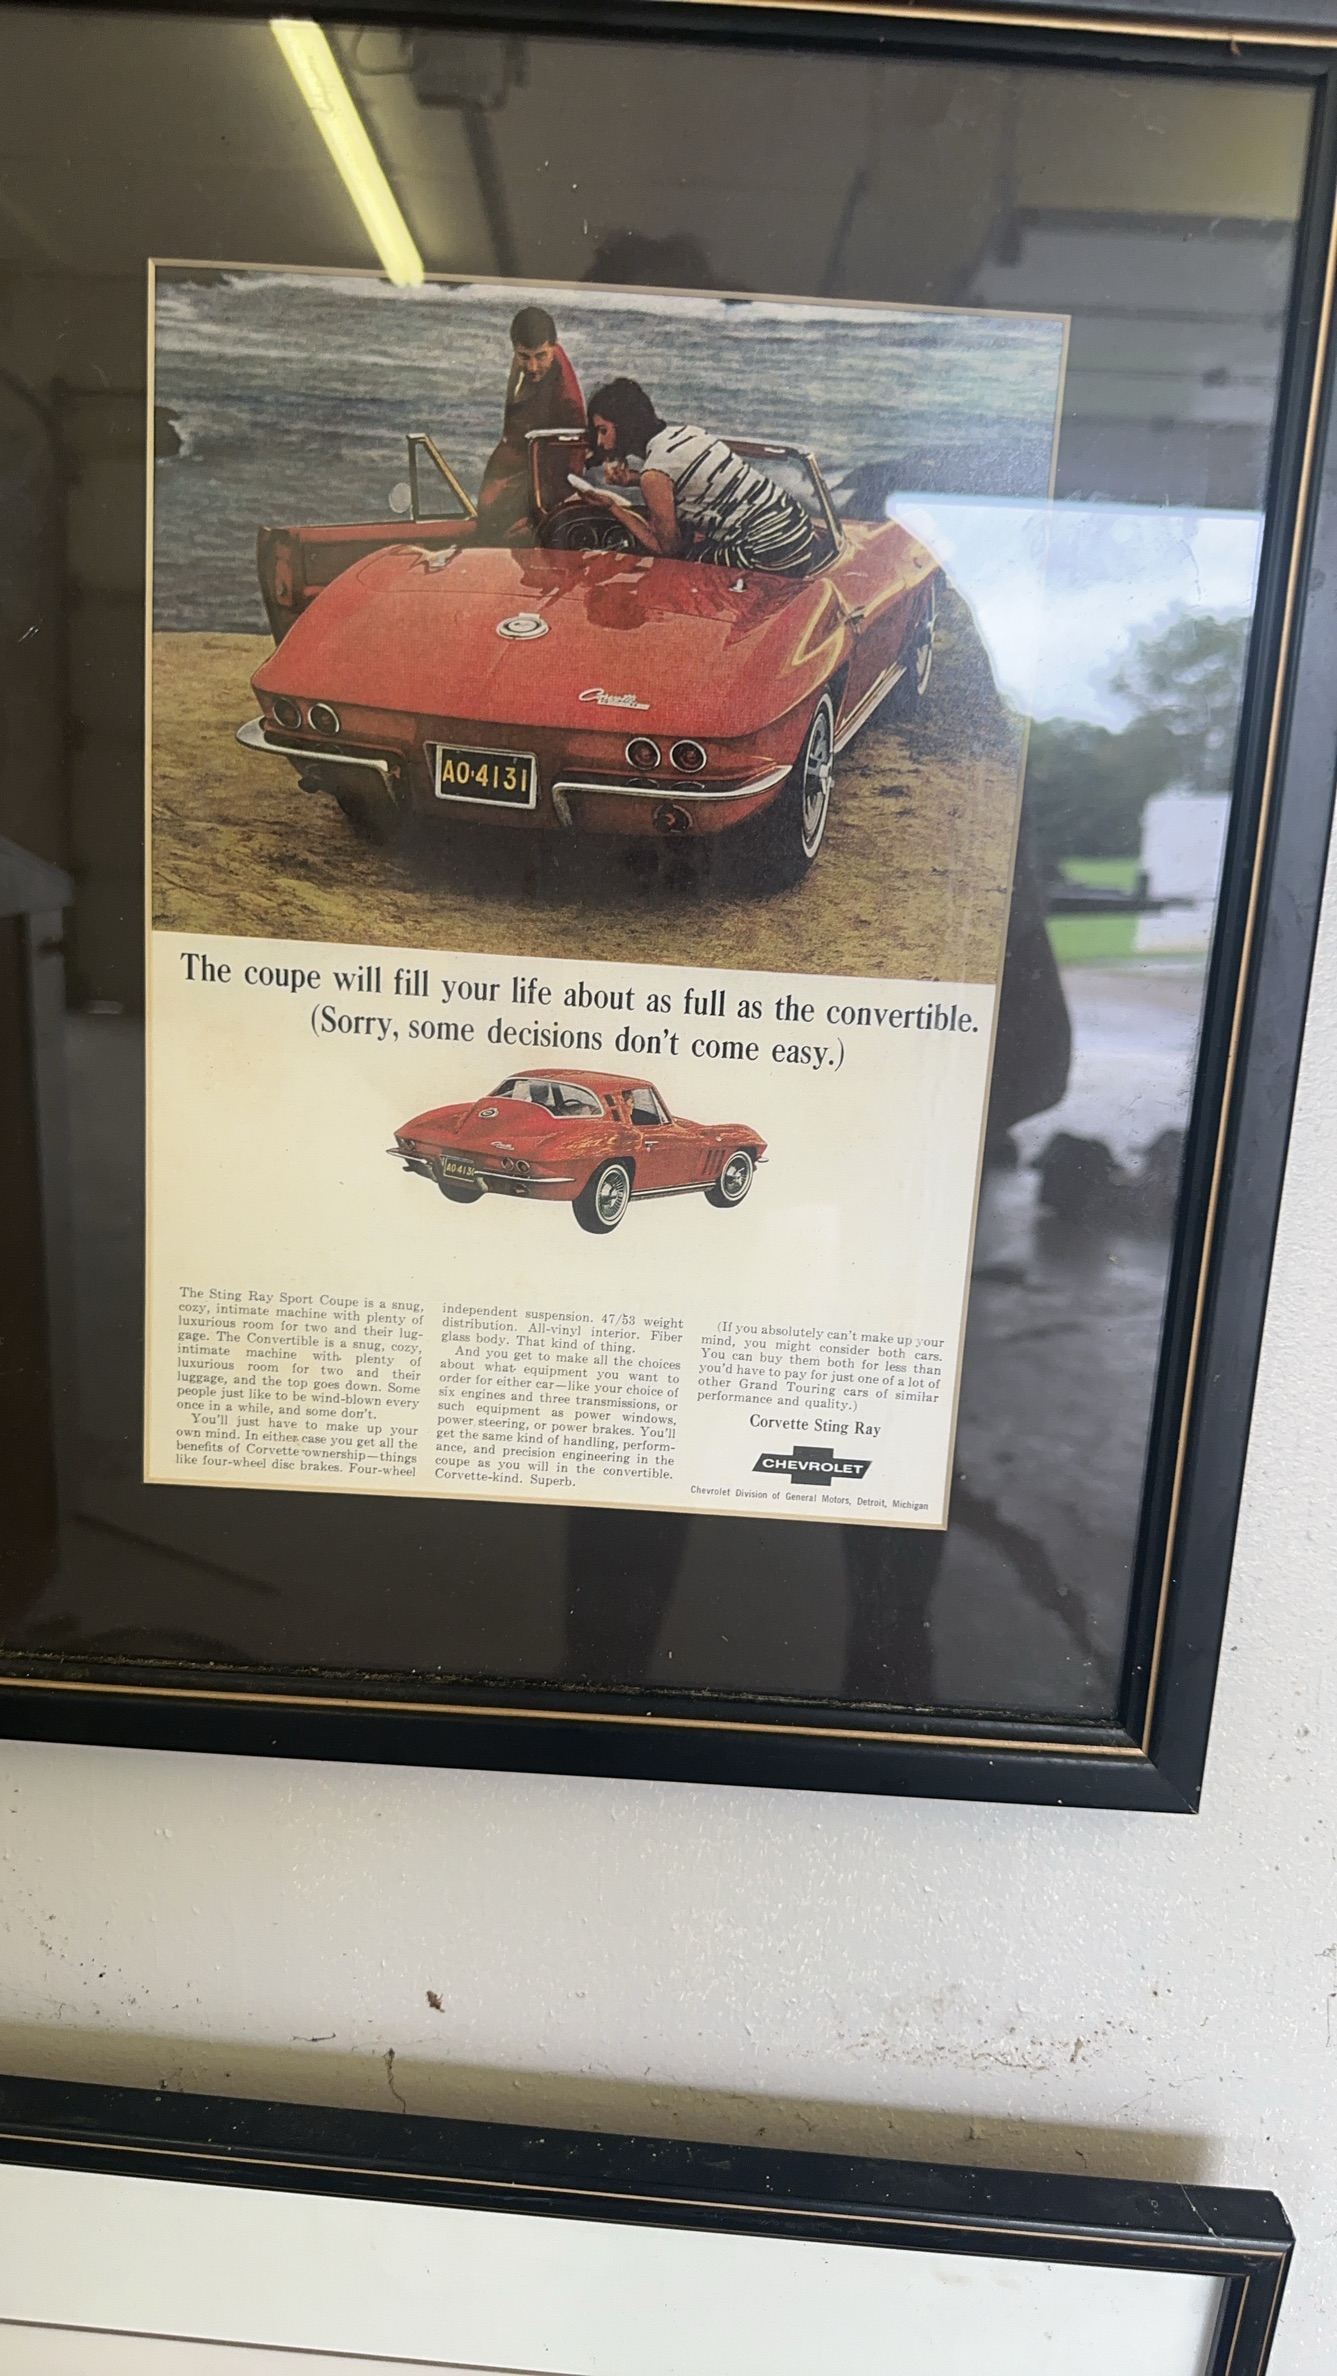 AO·4131
The coupe will fill your life about as full as the convertible.
(Sorry, some decisions don't come easy.)
AO 4131
The Sting Ray Sport Coupe is a snug,
cozy, intimate machine with plenty of
luxurious room for two and their lug-
gage. The Convertible is a snug, cozy,
intimate machine with plenty of
luxurious room for two and their
luggage, and the top goes down. Some
people just like to be wind-blown every
once in a while, and some don't.
You'll just have to make up your
own mind. In either case you get all the
benefits of Corvette ownership—things
like four-wheel disc brakes. Four-wheel
independent suspension. 47/53 weight
distribution. All-vinyl interior. Fiber
glass body. That kind of thing.
And you get to make all the choices
about what equipment you want to
order for either car—like your choice of
six engines and three transmissions, or
such equipment as power windows,
power steering, or power brakes. You'll
get the same kind of handling, perform-
ance, and precision engineering in the
coupe as you will in the convertible.
Corvette-kind. Superb.
(If you absolutely can't make up your
mind, you might consider both cars.
You can buy them both for less than
you'd have to pay for just one of a lot of
other Grand Touring cars of similar
performance and quality.)
Corvette Sting Ray
CHEVROLET
Chevrolet Division of General Motors, Detroit, Michigan